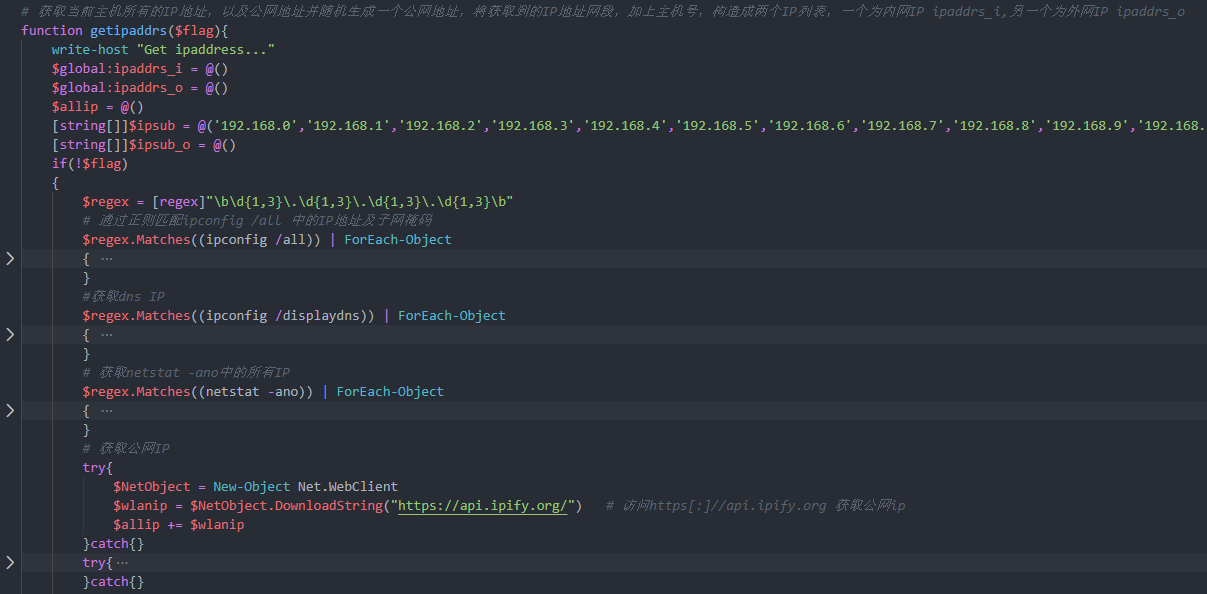 # 获取当前主机所有的IP地址，以及公网地址并随机生成一个公网地址，将获取到的IP地址网段，加上主机号，构造成两个IP列表，一个为内网IP ipaddrs_i,另一个为外网IP ipaddrs_o
function getipaddrs($flag){
write-host "Get ipaddress..."
$global:ipaddrs_i = @()
$global:ipaddrs_o = @()
$allip = @()
[string[]]$ipsub = @('192.168.0','192.168.1','192.168.2','192.168.3','192.168.4','192.168.5','192.168.6','192.168.7','192.168.8','192.168.9','192.168.
[string[]]$ipsub_o = @()
if(!$flag)
{
$regex = [regex]"\b\d{1,3}\.\d{1,3}\.\d{1,3}\.\d{1,3}\b"
# 通过正则匹配ipconfig /all 中的IP地址及子网掩码
$regex.Matches((ipconfig /all)) | ForEach-Object
{ ...
}
#获取dns IP
$regex.Matches((ipconfig /displaydns)) | ForEach-Object
{ ...
}
# 获取netstat -ano中的所有IP
$regex.Matches((netstat -ano)) | ForEach-Object
{ ...
}
# 获取公网IP
try{
$NetObject = New-Object Net.WebClient
$wlanip = $NetObject.DownloadString("https://api.ipify.org/") # 访问https[:]//api.ipify.org 获取公网ip
$allip += $wlanip
}catch{}
try{ ...
}catch{}